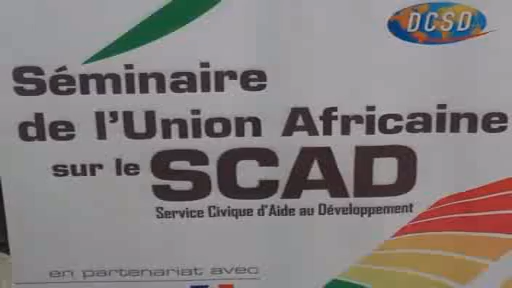 DCSD
Séminaire
de l'Union Africaine
sur le SCAD
Service Civique d'Aide au Développement
en partenariat avec